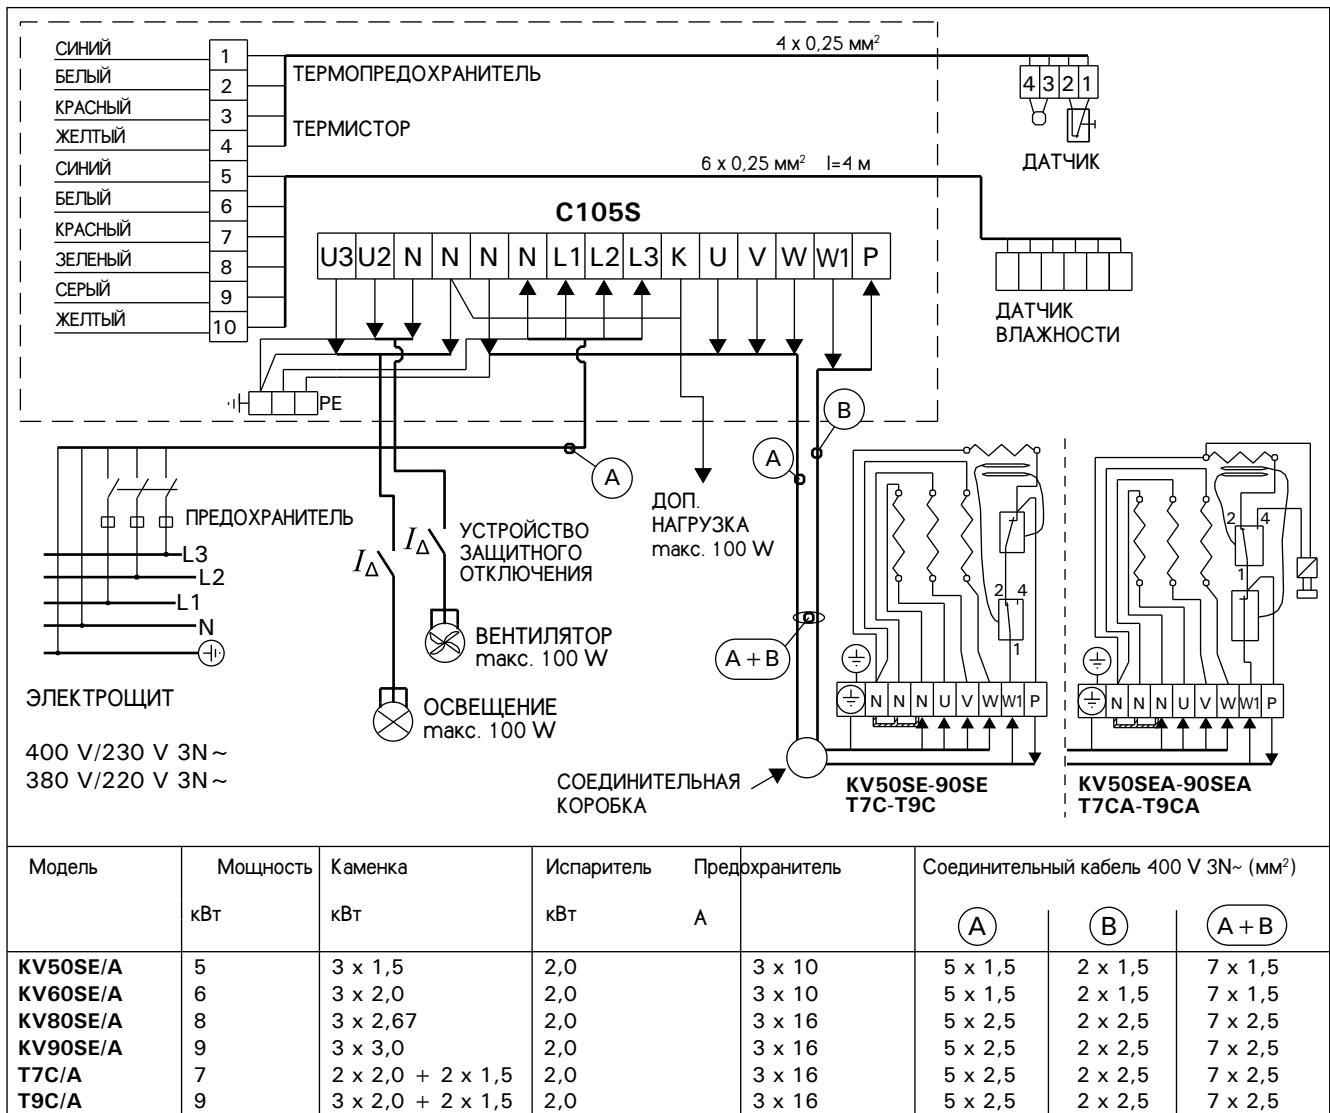 СИНИЙ 1
БЕЛЫЙ 2
КРАСНЫЙ 3
ЖЕЛТЫЙ 4
СИНИЙ 5
БЕЛЫЙ 6
КРАСНЫЙ 7
ЗЕЛЕНЫЙ 8
СЕРЫЙ 9
ЖЕЛТЫЙ 10
ТЕРМОПРЕДОХРАНИТЕЛЬ
ТЕРМИСТОР
4 x 0,25 мм²
4 3 2 1
ДАТЧИК
6 x 0,25 мм² l=4 м
ДАТЧИК
ВЛАЖНОСТИ
C105S
U3 U2 N N N N L1 L2 L3 K U V W W1 P
PE
A
B
A
A + B
ДОП.
НАГРУЗКА
макс. 100 W
ПРЕДОХРАНИТЕЛЬ
L3
L2
L1
N
ЭЛЕКТРОЩИТ
400 V/230 V 3N~
380 V/220 V 3N~
I∆
I∆
УСТРОЙСТВО
ЗАЩИТНОГО
ОТКЛЮЧЕНИЯ
ВЕНТИЛЯТОР
макс. 100 W
ОСВЕЩЕНИЕ
макс. 100 W
СОЕДИНИТЕЛЬНАЯ
КОРОБКА
2 4
1
N N N U V W W1 P
KV50SE-90SE
T7C-T9C
2 4
1
N N N U V W W1 P
KV50SEA-90SEA
T7CA-T9CA
Модель Мощность Каменка Испаритель Предохранитель Соединительный кабель 400 V 3N~ (мм²)
кВт кВт кВт А
A B A + B
KV50SE/A 5 3 x 1,5 2,0 3 x 10 5 x 1,5 2 x 1,5 7 x 1,5
KV60SE/A 6 3 x 2,0 2,0 3 x 10 5 x 1,5 2 x 1,5 7 x 1,5
KV80SE/A 8 3 x 2,67 2,0 3 x 16 5 x 2,5 2 x 2,5 7 x 2,5
KV90SE/A 9 3 x 3,0 2,0 3 x 16 5 x 2,5 2 x 2,5 7 x 2,5
T7C/A 7 2 x 2,0 + 2 x 1,5 2,0 3 x 16 5 x 2,5 2 x 2,5 7 x 2,5
T9C/A 9 3 x 2,0 + 2 x 1,5 2,0 3 x 16 5 x 2,5 2 x 2,5 7 x 2,5